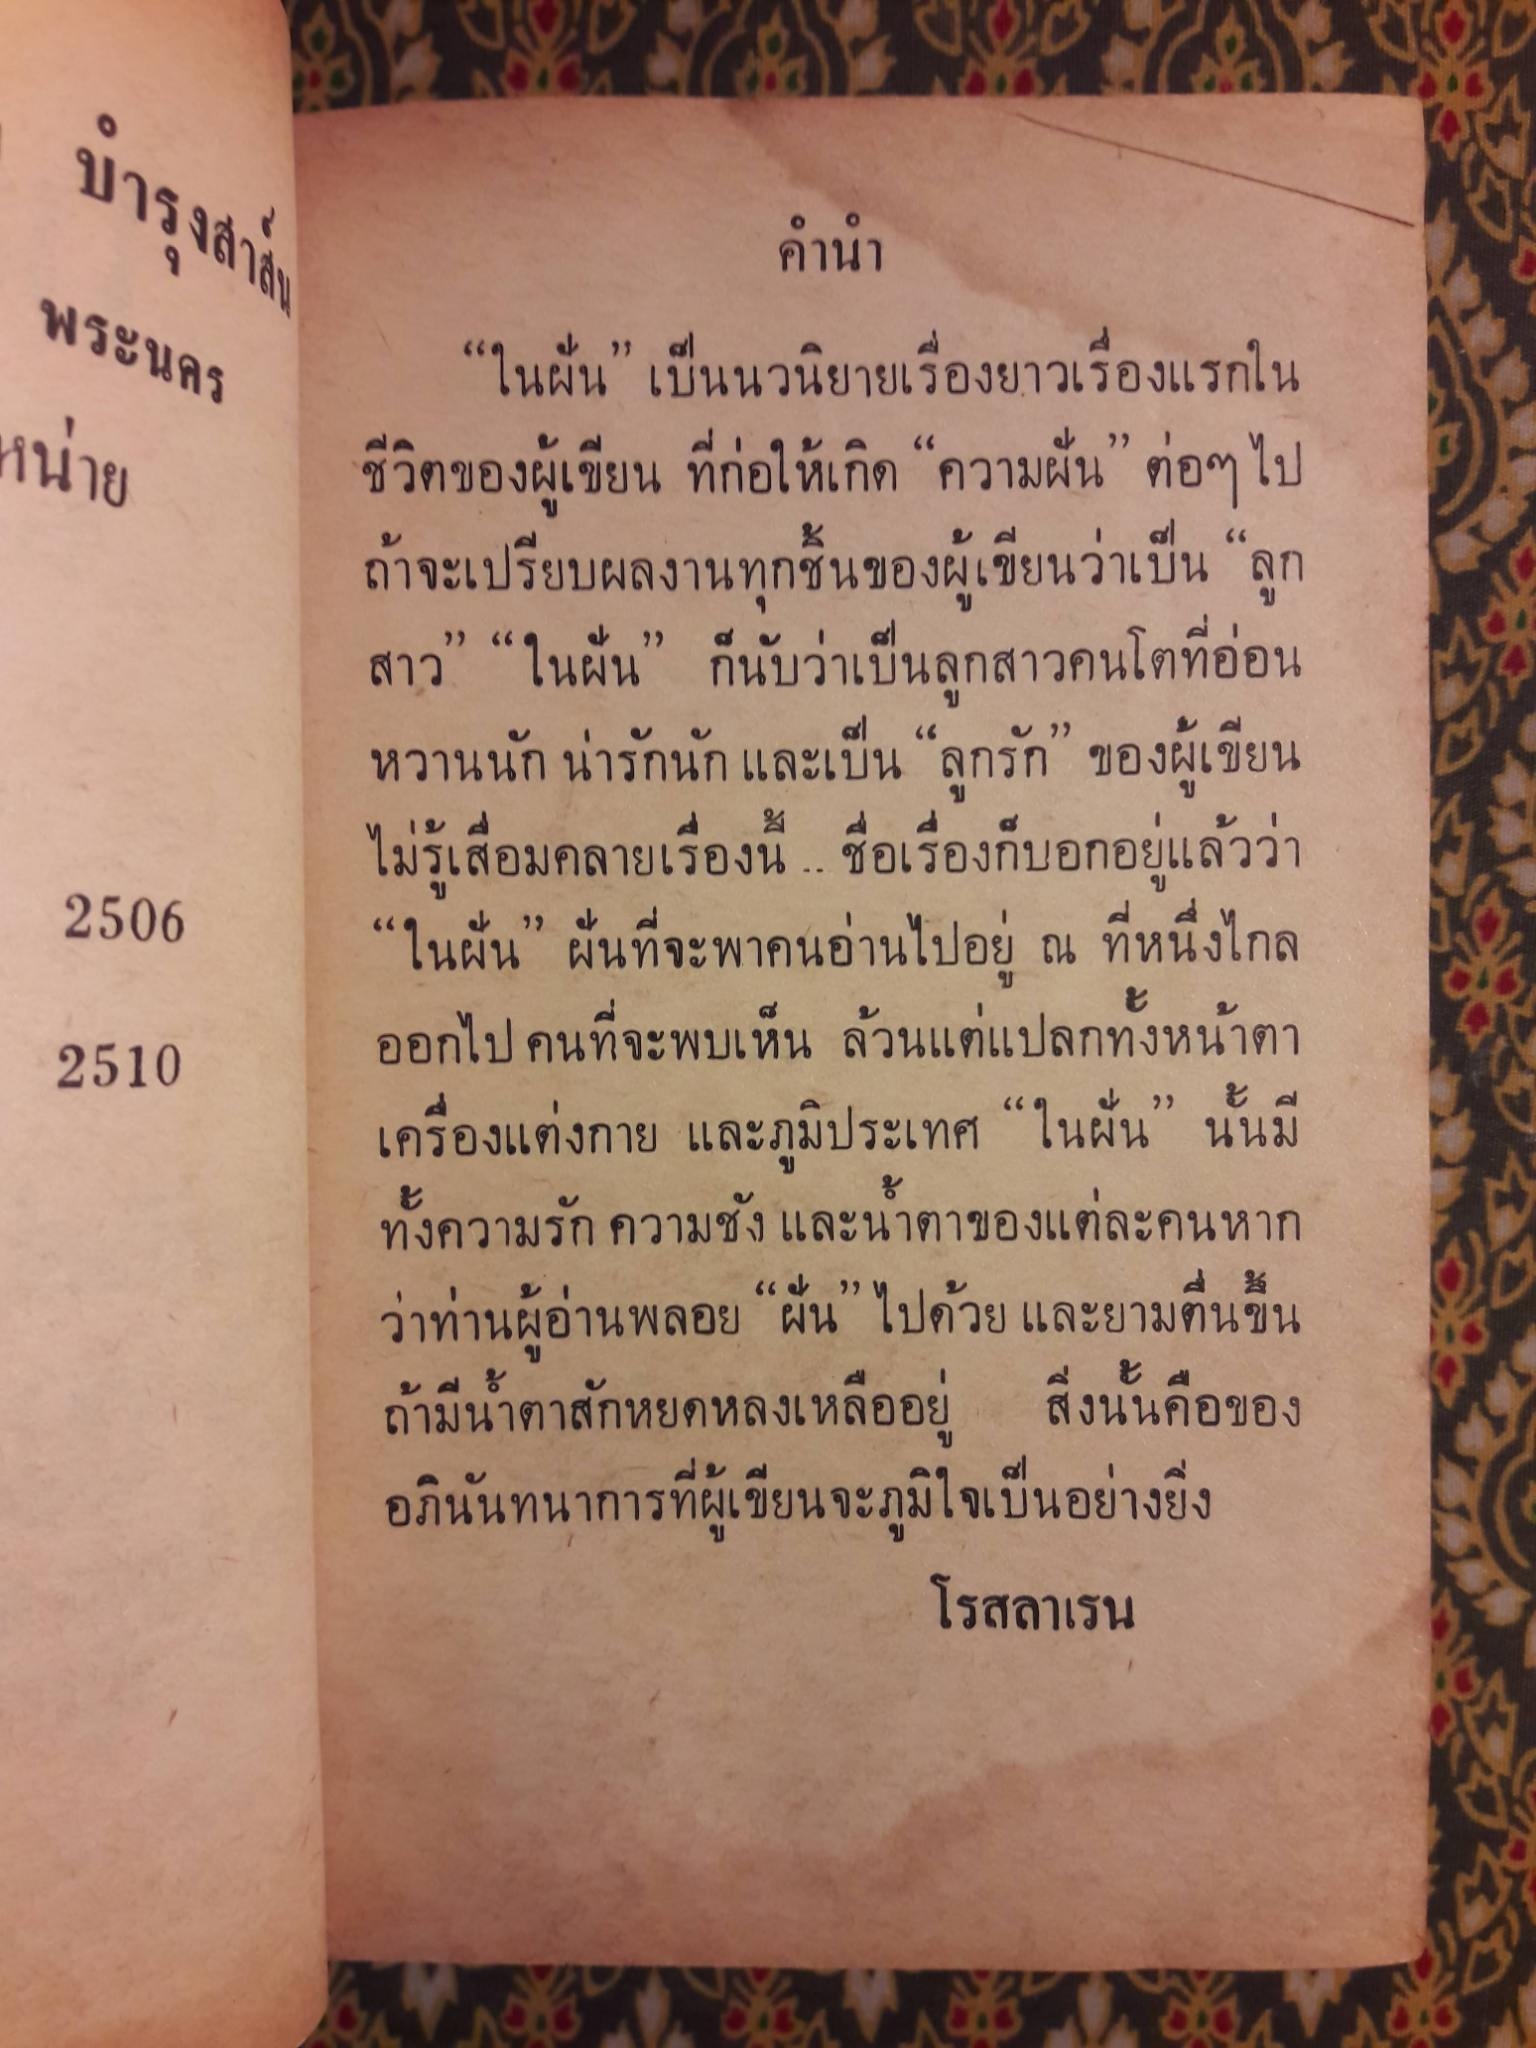 บำรุงสาส์น
พระนคร
หน่าย
2506
2510
คำนำ
“ในฝัน” เป็นนวนิยายเรื่องยาวเรื่องแรกใน
ชีวิตของผู้เขียน ที่ก่อให้เกิด “ความฝัน” ต่อๆ ไป
ถ้าจะเปรียบผลงานทุกชิ้นของผู้เขียนว่าเป็น “ลูก
สาว” “ในฝัน” ก็นับว่าเป็นลูกสาวคนโตที่อ่อน
หวานนัก น่ารักนัก และเป็น “ลูกรัก” ของผู้เขียน
ไม่รู้เสื่อมคลายเรื่องนี้ .. ชื่อเรื่องก็บอกอยู่แล้วว่า
“ในฝัน” ฝันที่จะพาคนอ่านไปอยู่ ณ ที่หนึ่งไกล
ออกไป คนที่จะพบเห็น ล้วนแต่แปลกทั้งหน้าตา
เครื่องแต่งกาย และภูมิประเทศ “ในฝัน” นั้นมี
ทั้งความรัก ความชัง และน้ำตาของแต่ละคนหาก
ว่าท่านผู้อ่านพลอย “ฝัน” ไปด้วย และยามตื่นขึ้น
ถ้ามีน้ำตาสักหยดหลงเหลืออยู่ สิ่งนั้นคือของ
อภินันทนาการที่ผู้เขียนจะภูมิใจเป็นอย่างยิ่ง
โรสลาเรน